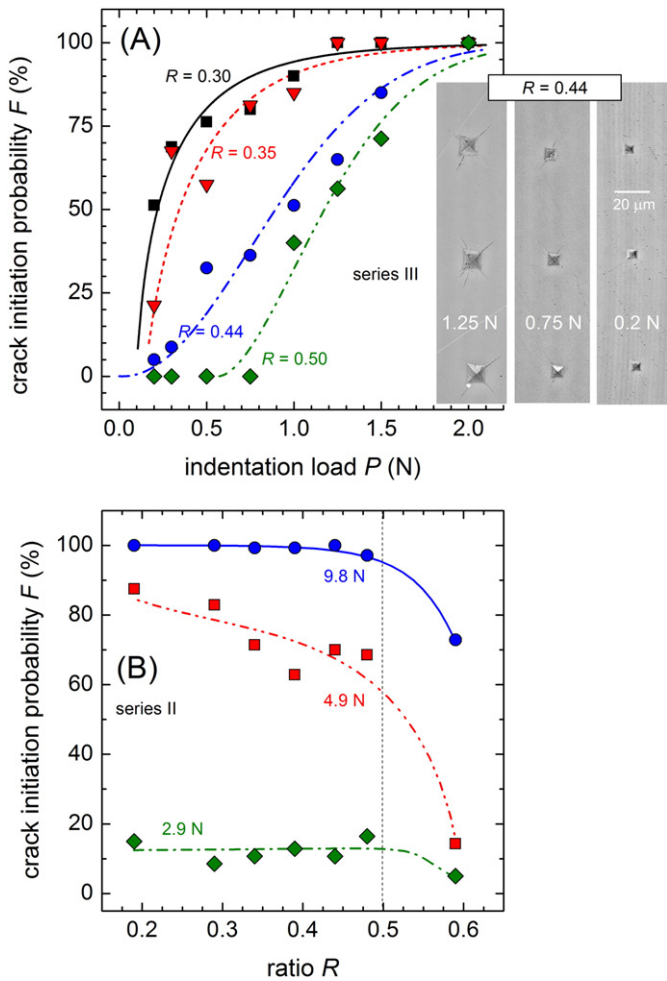 (A)
crack initiation probability F (%)
100
75
50
25
0
R = 0.30
R = 0.35
R = 0.44
R = 0.50
series III
0.0 0.5 1.0 1.5 2.0
indentation load P (N)
R = 0.44
20 μm
1.25 N 0.75 N 0.2 N
(B)
crack initiation probability F (%)
100
80
60
40
20
0
9.8 N
4.9 N
series II
2.9 N
0.2 0.3 0.4 0.5 0.6
ratio R